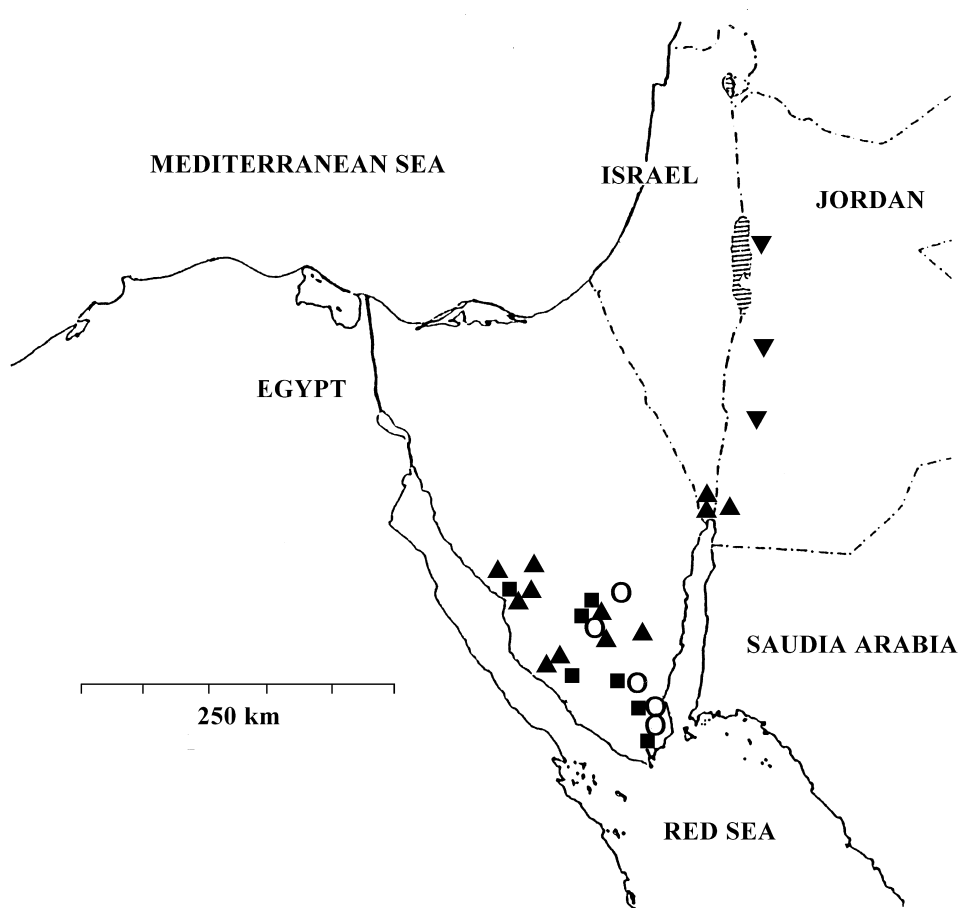 MEDITERRANEAN SEA
ISRAEL
JORDAN
EGYPT
SAUDIA ARABIA
250 km
RED SEA